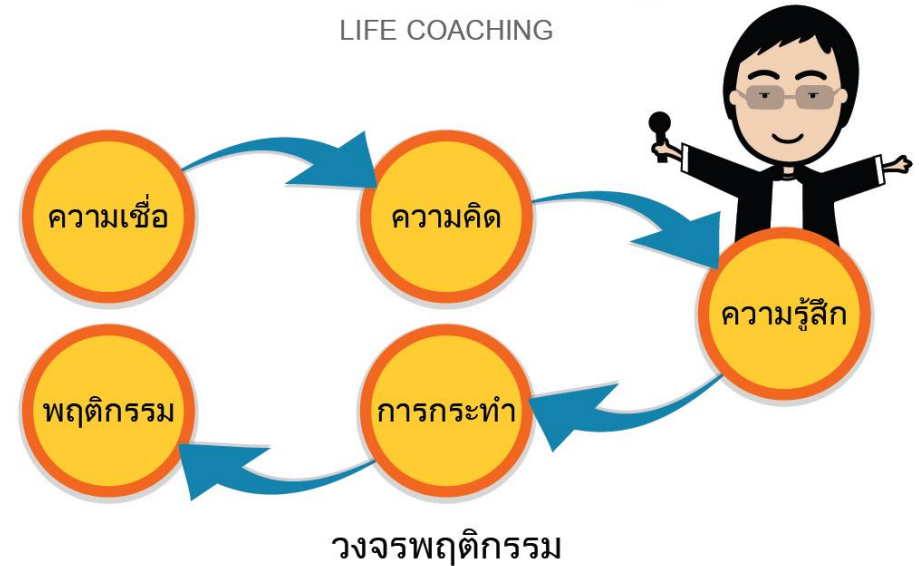 LIFE COACHING
ความเชื่อ
ความคิด
ความรู้สึก
การกระทำ
พฤติกรรม
วงจรพฤติกรรม